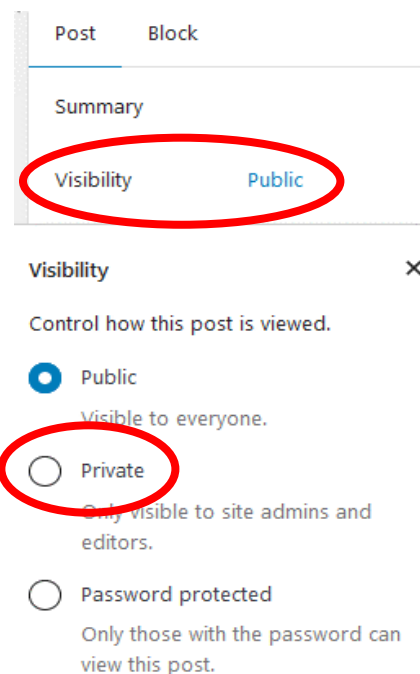 Post Block
Summary
Visibility Public
Visibility ×
Control how this post is viewed.
Public
Visible to everyone.
Private
Only visible to site admins and
editors.
Password protected
Only those with the password can
view this post.